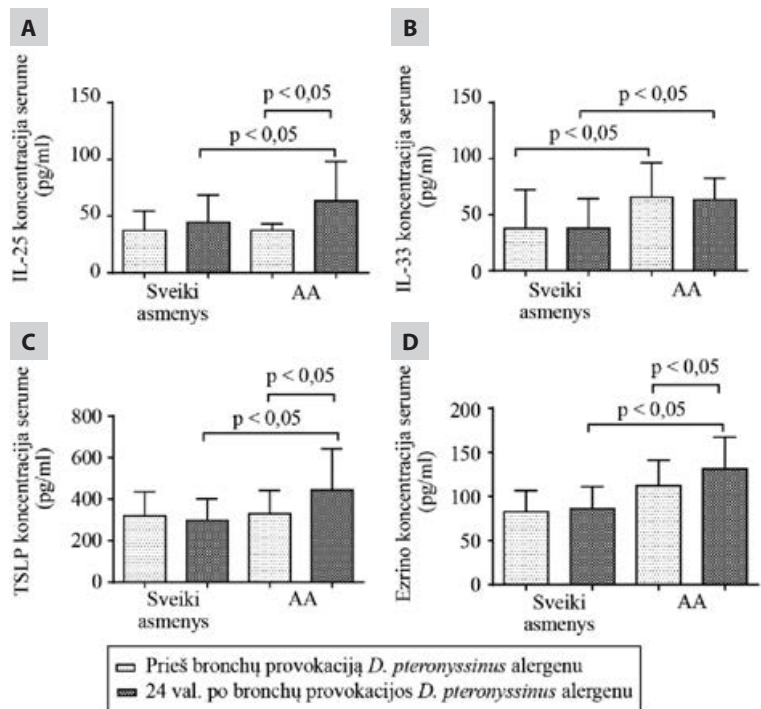 A
IL-25 koncentracija serume
(pg/ml)
150
100
50
0
p < 0,05
p < 0,05
Sveiki
asmenys
AA
B
IL-33 koncentracija serume
(pg/ml)
150
100
50
0
p < 0,05
p < 0,05
Sveiki
asmenys
AA
C
TSLP koncentracija serume
(pg/ml)
800
600
400
200
0
p < 0,05
p < 0,05
Sveiki
asmenys
AA
D
Ezrino koncentracija serume
(pg/ml)
200
150
100
50
0
p < 0,05
p < 0,05
Sveiki
asmenys
AA
Prieš bronchų provokaciją D. pteronyssinus alergenu
24 val. po bronchų provokacijos D. pteronyssinus alergenu